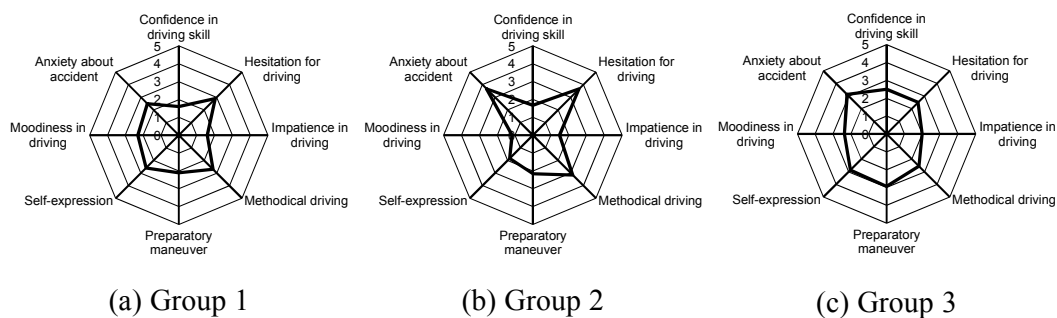 Confidence in
driving skill
5
4
3
2
1
0
Hesitation for
driving
Impatience in
driving
Methodical driving
Preparatory
maneuver
Self-expression
Moodiness in
driving
Anxiety about
accident
(a) Group 1
Confidence in
driving skill
5
4
3
2
1
0
Hesitation for
driving
Impatience in
driving
Methodical driving
Preparatory
maneuver
Self-expression
Moodiness in
driving
Anxiety about
accident
(b) Group 2
Confidence in
driving skill
5
4
3
2
1
0
Hesitation for
driving
Impatience in
driving
Methodical driving
Preparatory
maneuver
Self-expression
Moodiness in
driving
Anxiety about
accident
(c) Group 3